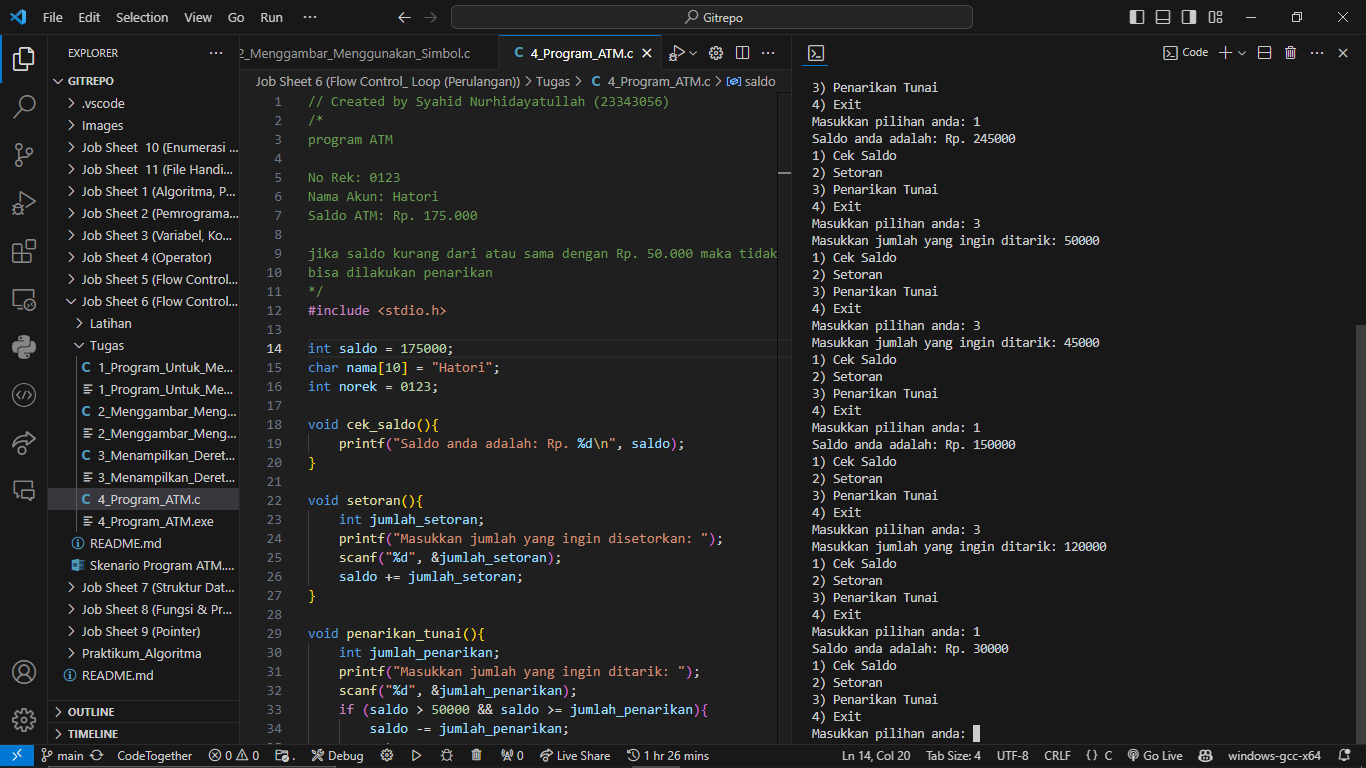 File Edit Selection View Go Run ··· Gitrepo
EXPLORER ···
GITREPO
.vscode
Images
Job Sheet  10 (Enumerasi ...
Job Sheet  11 (File Handi...
Job Sheet 1 (Algoritma, P...
Job Sheet 2 (Pemrograma...
Job Sheet 3 (Variabel, Ko...
Job Sheet 4 (Operator)
Job Sheet 5 (Flow Control...
Job Sheet 6 (Flow Control...
Latihan
Tugas
C 1_Program_Untuk_Me...
1_Program_Untuk_Me...
C 2_Menggambar_Meng...
2_Menggambar_Meng...
C 3_Menampilkan_Deret...
3_Menampilkan_Deret...
C 4_Program_ATM.c
4_Program_ATM.exe
README.md
Skenario Program ATM....
Job Sheet 7 (Struktur Dat...
Job Sheet 8 (Fungsi & Pr...
Job Sheet 9 (Pointer)
Praktikum_Algoritma
README.md
OUTLINE
TIMELINE
2_Menggambar_Menggunakan_Simbol.c C 4_Program_ATM.c
Job Sheet 6 (Flow Control_ Loop (Perulangan)) > Tugas > C 4_Program_ATM.c > saldo
1 // Created by Syahid Nurhidayatullah (23343056)
2 /*
3 program ATM
4
5 No Rek: 0123
6 Nama Akun: Hatori
7 Saldo ATM: Rp. 175.000
8
9 jika saldo kurang dari atau sama dengan Rp. 50.000 maka tidak
10 bisa dilakukan penarikan
11 */
12 #include <stdio.h>
13
14 int saldo = 175000;
15 char nama[10] = "Hatori";
16 int norek = 0123;
17
18 void cek_saldo(){
19     printf("Saldo anda adalah: Rp. %d\n", saldo);
20 }
21
22 void setoran(){
23     int jumlah_setoran;
24     printf("Masukkan jumlah yang ingin disetorkan: ");
25     scanf("%d", &jumlah_setoran);
26     saldo += jumlah_setoran;
27 }
28
29 void penarikan_tunai(){
30     int jumlah_penarikan;
31     printf("Masukkan jumlah yang ingin ditarik: ");
32     scanf("%d", &jumlah_penarikan);
33     if (saldo > 50000 && saldo >= jumlah_penarikan){
34         saldo -= jumlah_penarikan;
Code
3) Penarikan Tunai
4) Exit
Masukkan pilihan anda: 1
Saldo anda adalah: Rp. 245000
1) Cek Saldo
2) Setoran
3) Penarikan Tunai
4) Exit
Masukkan pilihan anda: 3
Masukkan jumlah yang ingin ditarik: 50000
1) Cek Saldo
2) Setoran
3) Penarikan Tunai
4) Exit
Masukkan pilihan anda: 3
Masukkan jumlah yang ingin ditarik: 45000
1) Cek Saldo
2) Setoran
3) Penarikan Tunai
4) Exit
Masukkan pilihan anda: 1
Saldo anda adalah: Rp. 150000
1) Cek Saldo
2) Setoran
3) Penarikan Tunai
4) Exit
Masukkan pilihan anda: 3
Masukkan jumlah yang ingin ditarik: 120000
1) Cek Saldo
2) Setoran
3) Penarikan Tunai
4) Exit
Masukkan pilihan anda: 1
Saldo anda adalah: Rp. 30000
1) Cek Saldo
2) Setoran
3) Penarikan Tunai
4) Exit
Masukkan pilihan anda:
main CodeTogether 0 0 Debug 0 Live Share 1 hr 26 mins Ln 14, Col 20 Tab Size: 4 UTF-8 CRLF { } C Go Live windows-gcc-x64